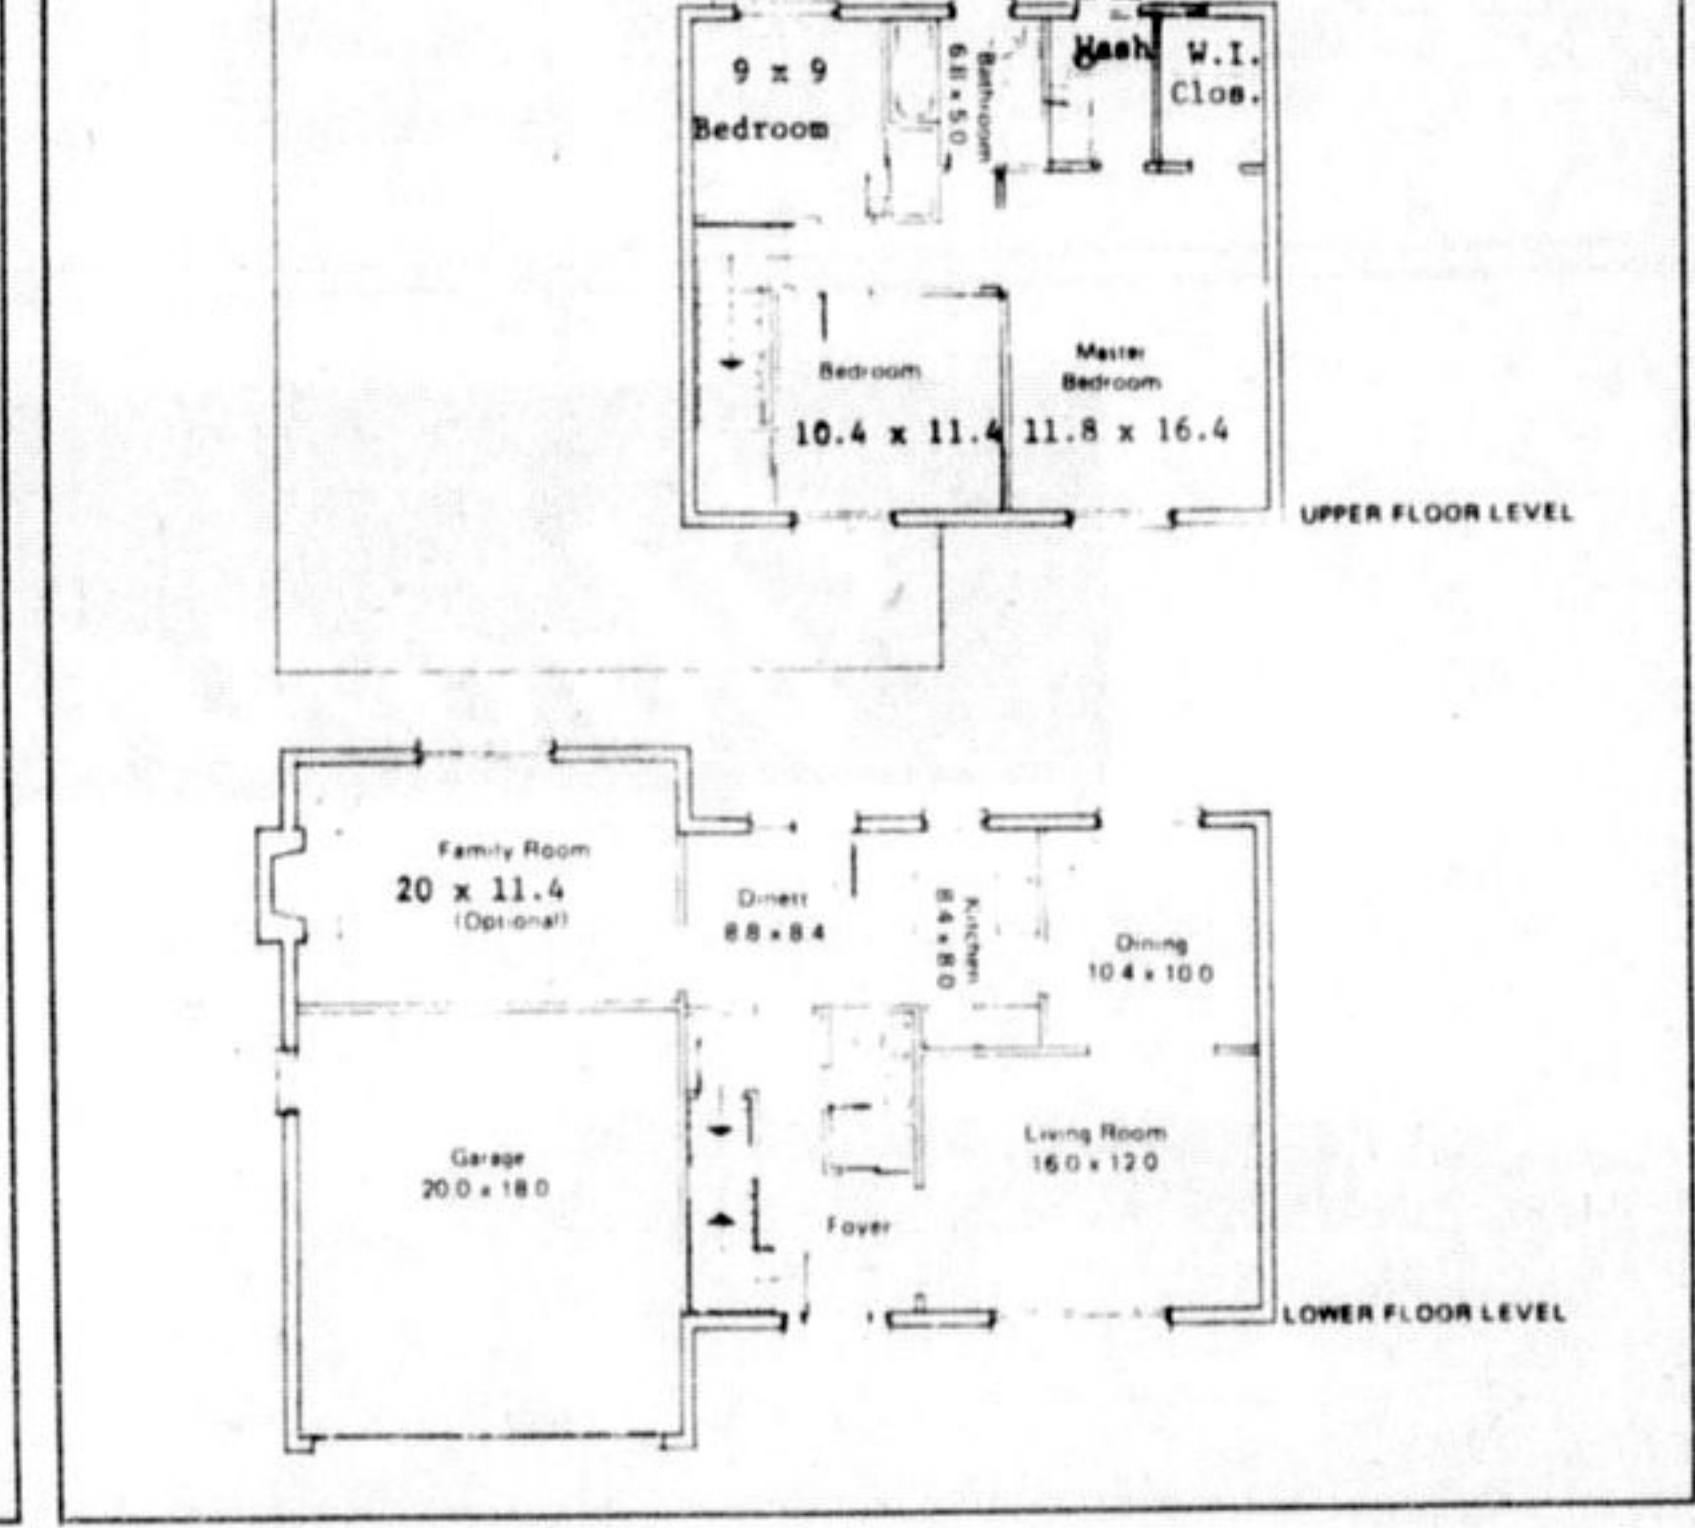 9 x 9
Bedroom
Bathroom
6.8 x 5.0
Wash
W.I.
Clos.
Bedroom
10.4 x 11.4
Master
Bedroom
11.8 x 16.4
UPPER FLOOR LEVEL
Family Room
20 x 11.4
(Optional)
Dinett
8.8 x 8.4
Kitchen
8.4 x 8.0
Dining
10.4 x 10.0
Garage
20.0 x 18.0
Living Room
16.0 x 12.0
Foyer
LOWER FLOOR LEVEL